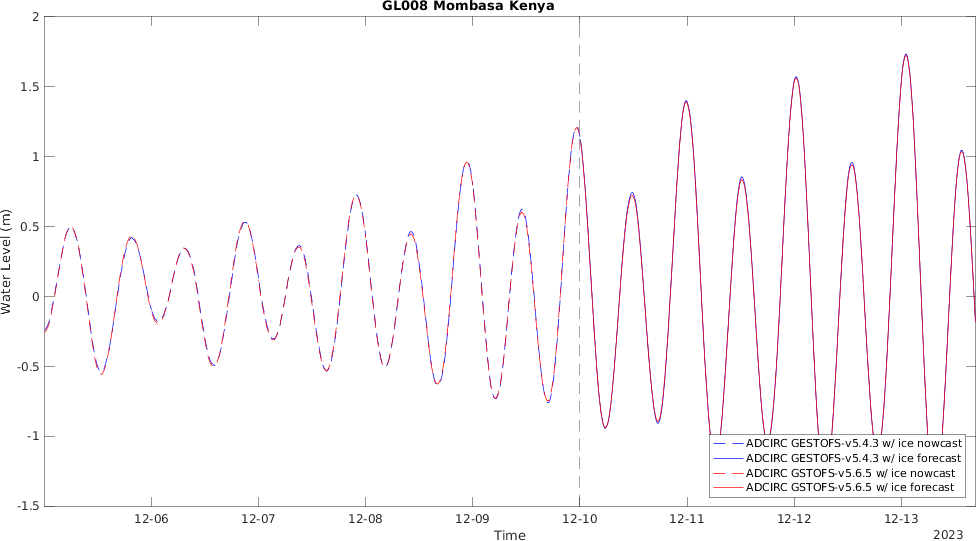 GL008 Mombasa Kenya
Water Level (m)
2
1.5
1
0.5
0
-0.5
-1
-1.5
ADCIRC GESTOFS-v5.4.3 w/ ice nowcast
ADCIRC GESTOFS-v5.4.3 w/ ice forecast
ADCIRC GSTOFS-v5.6.5 w/ ice nowcast
ADCIRC GSTOFS-v5.6.5 w/ ice forecast
12-06 12-07 12-08 12-09 12-10 12-11 12-12 12-13
Time
2023